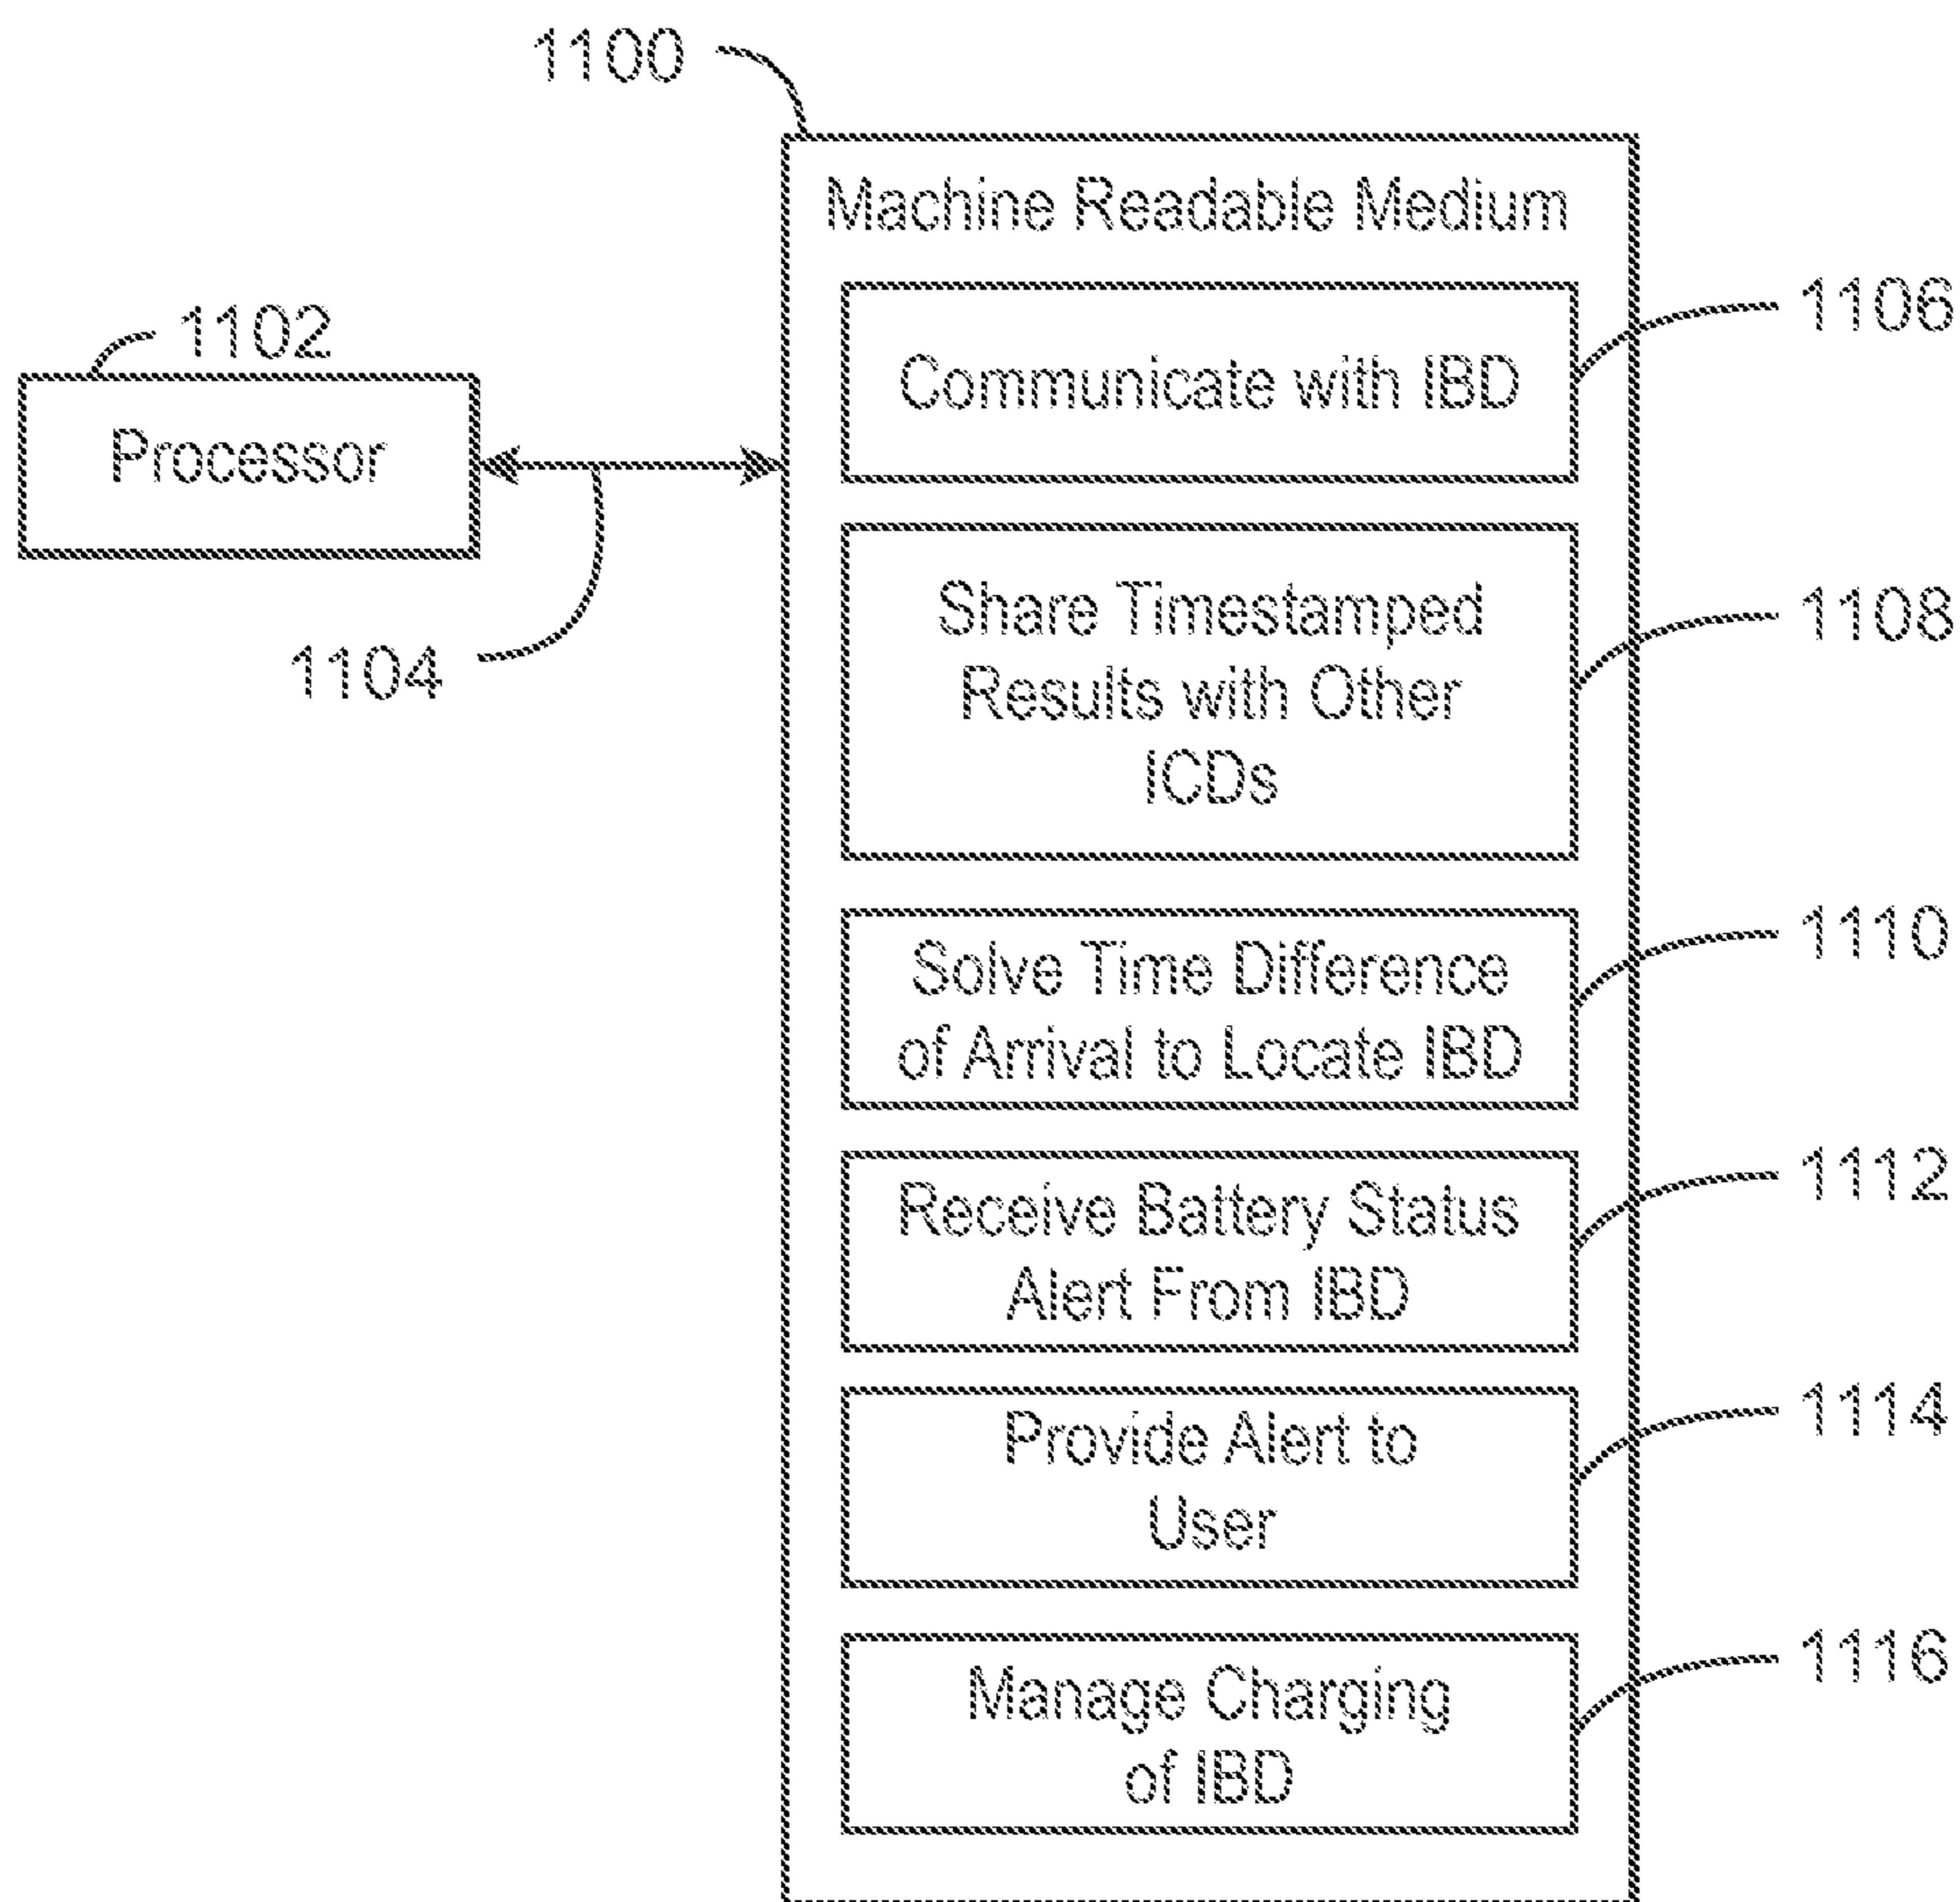 1100
Machine Readable Medium
1102
Processor
1104
Communicate with IBD
1106
Share Timestamped
Results with Other
ICDs
1108
Solve Time Difference
of Arrival to Locate IBD
1110
Receive Battery Status
Alert From IBD
1112
Provide Alert to
User
1114
Manage Charging
of IBD
1116